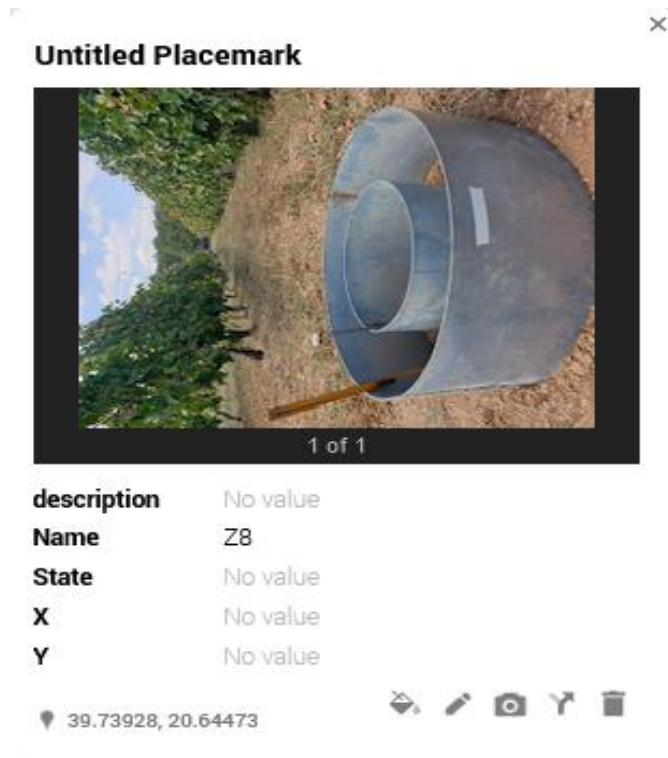 Untitled Placemark
1 of 1
description No value
Name Z8
State No value
X No value
Y No value
39.73928, 20.64473